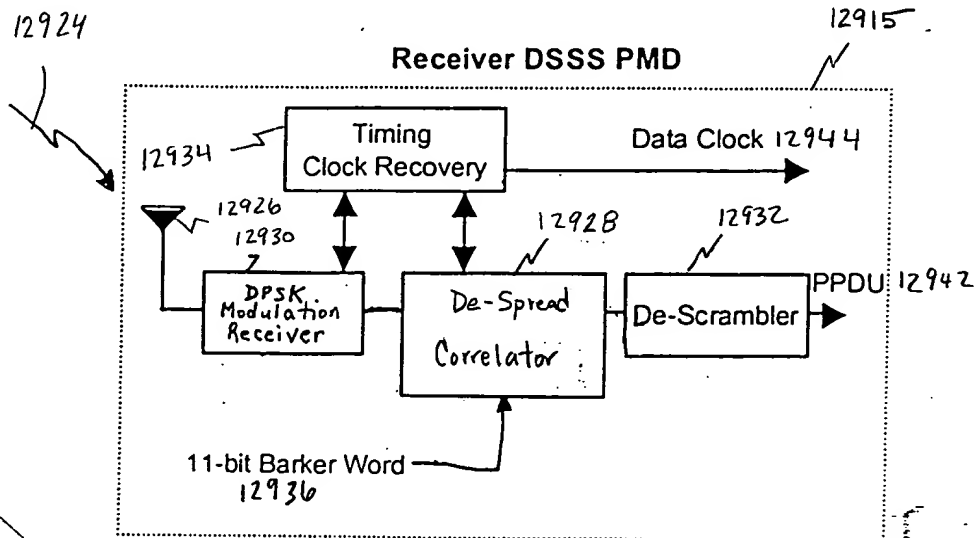 12924
12915
Receiver DSSS PMD
Timing
Clock Recovery
12934
Data Clock 12944
12926
12930
12928
12932
DPSK
Modulation
Receiver
De-Spread
Correlator
De-Scrambler
PPDU 12942
11-bit Barker Word
12936